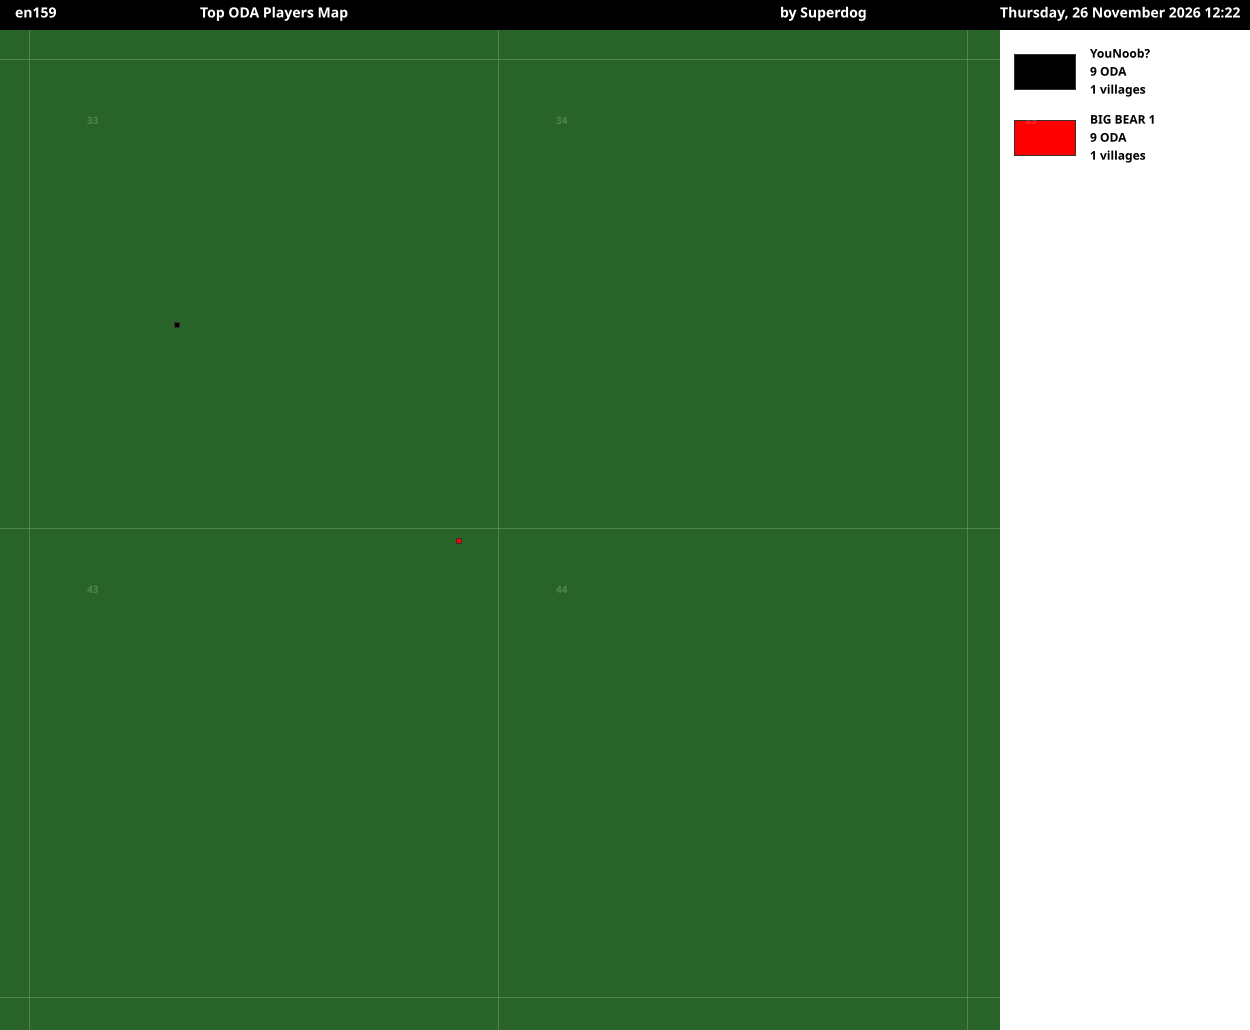 en159
Top ODA Players Map
by Superdog
Thursday, 26 November 2026 12:22
YouNoob?
9 ODA
1 villages
BIG BEAR 1
9 ODA
1 villages
33
34
43
44